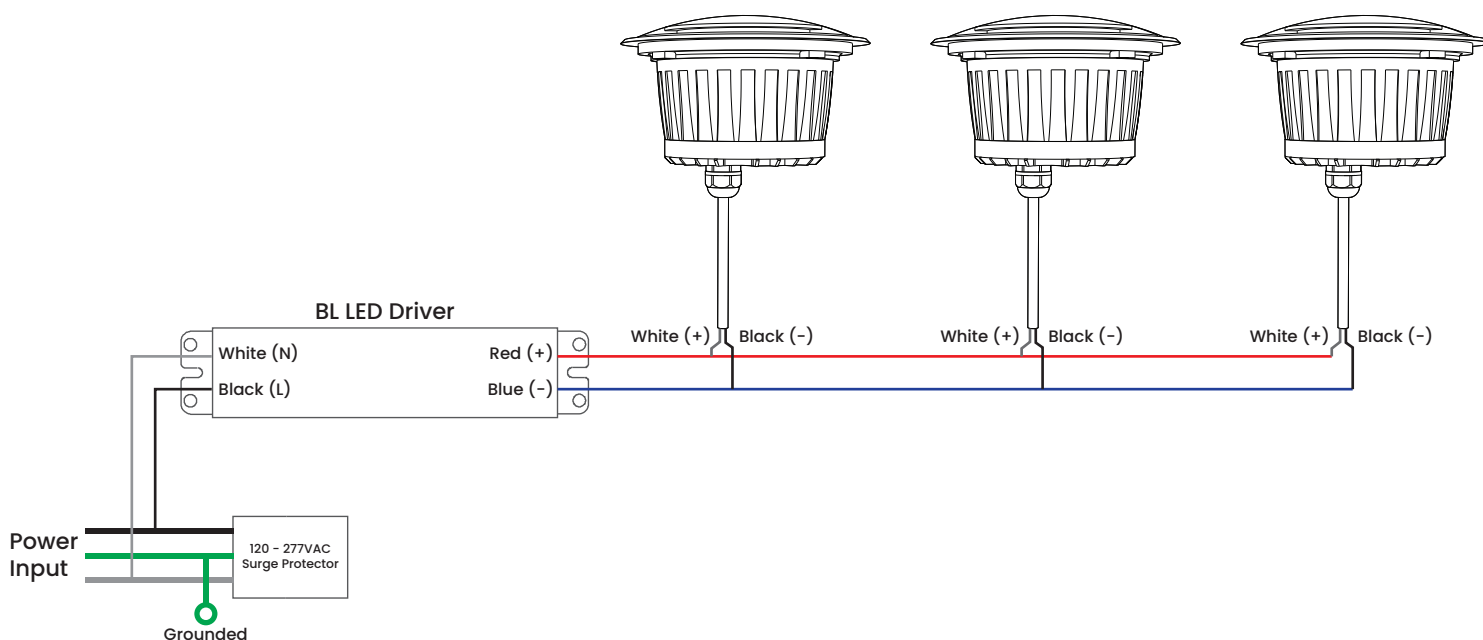 BL LED Driver
White (N)
Red (+)
Black (L)
Blue (-)
White (+)
Black (-)
White (+)
Black (-)
White (+)
Black (-)
Power
Input
120 - 277VAC
Surge Protector
Grounded